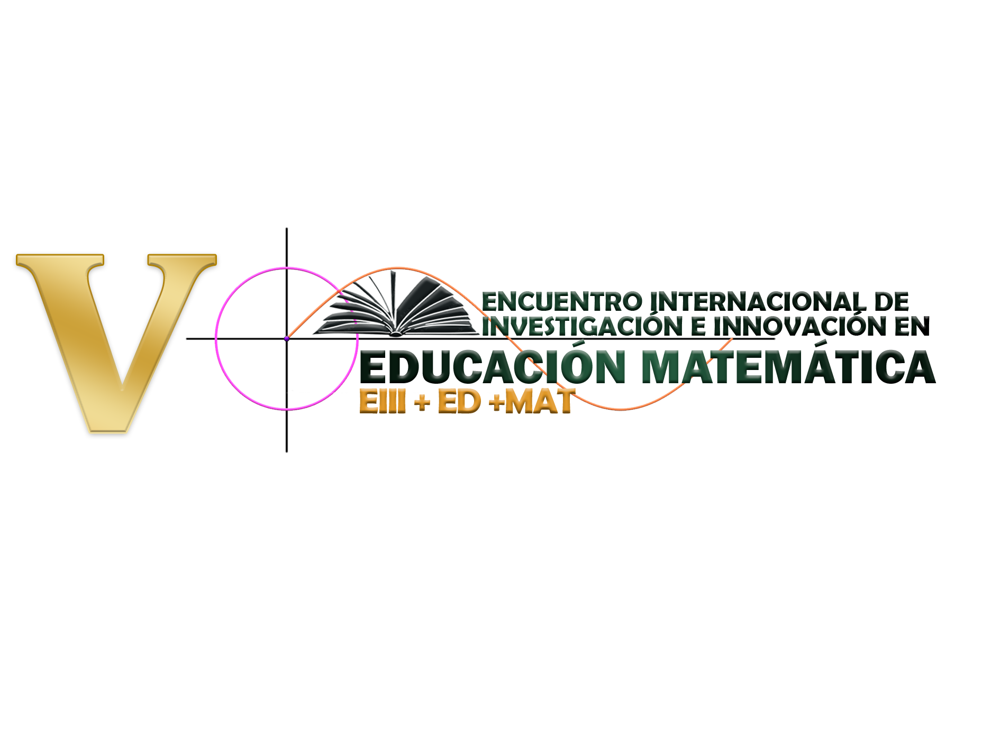 V
ENCUENTRO INTERNACIONAL DE
INVESTIGACIÓN E INNOVACIÓN EN
EDUCACIÓN MATEMÁTICA
EIII + ED +MAT